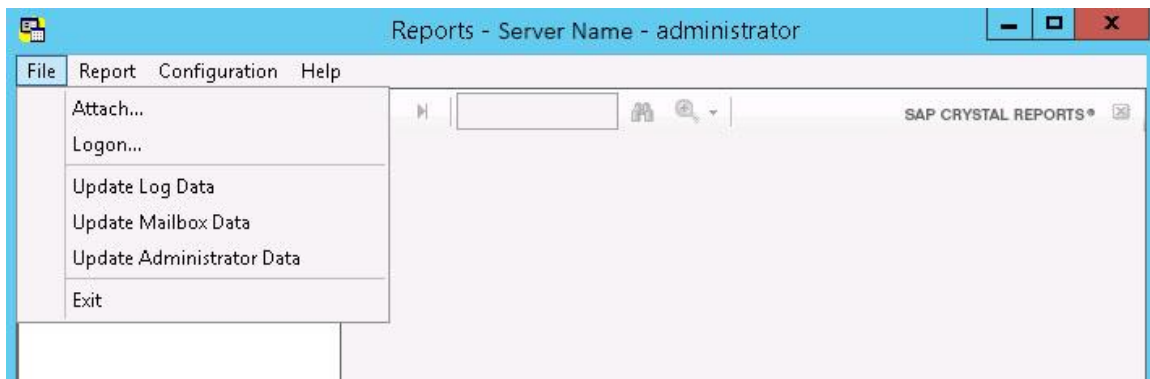 Reports - Server Name - administrator
File Report Configuration Help
Attach...
SAP CRYSTAL REPORTS®
Logon...
Update Log Data
Update Mailbox Data
Update Administrator Data
Exit